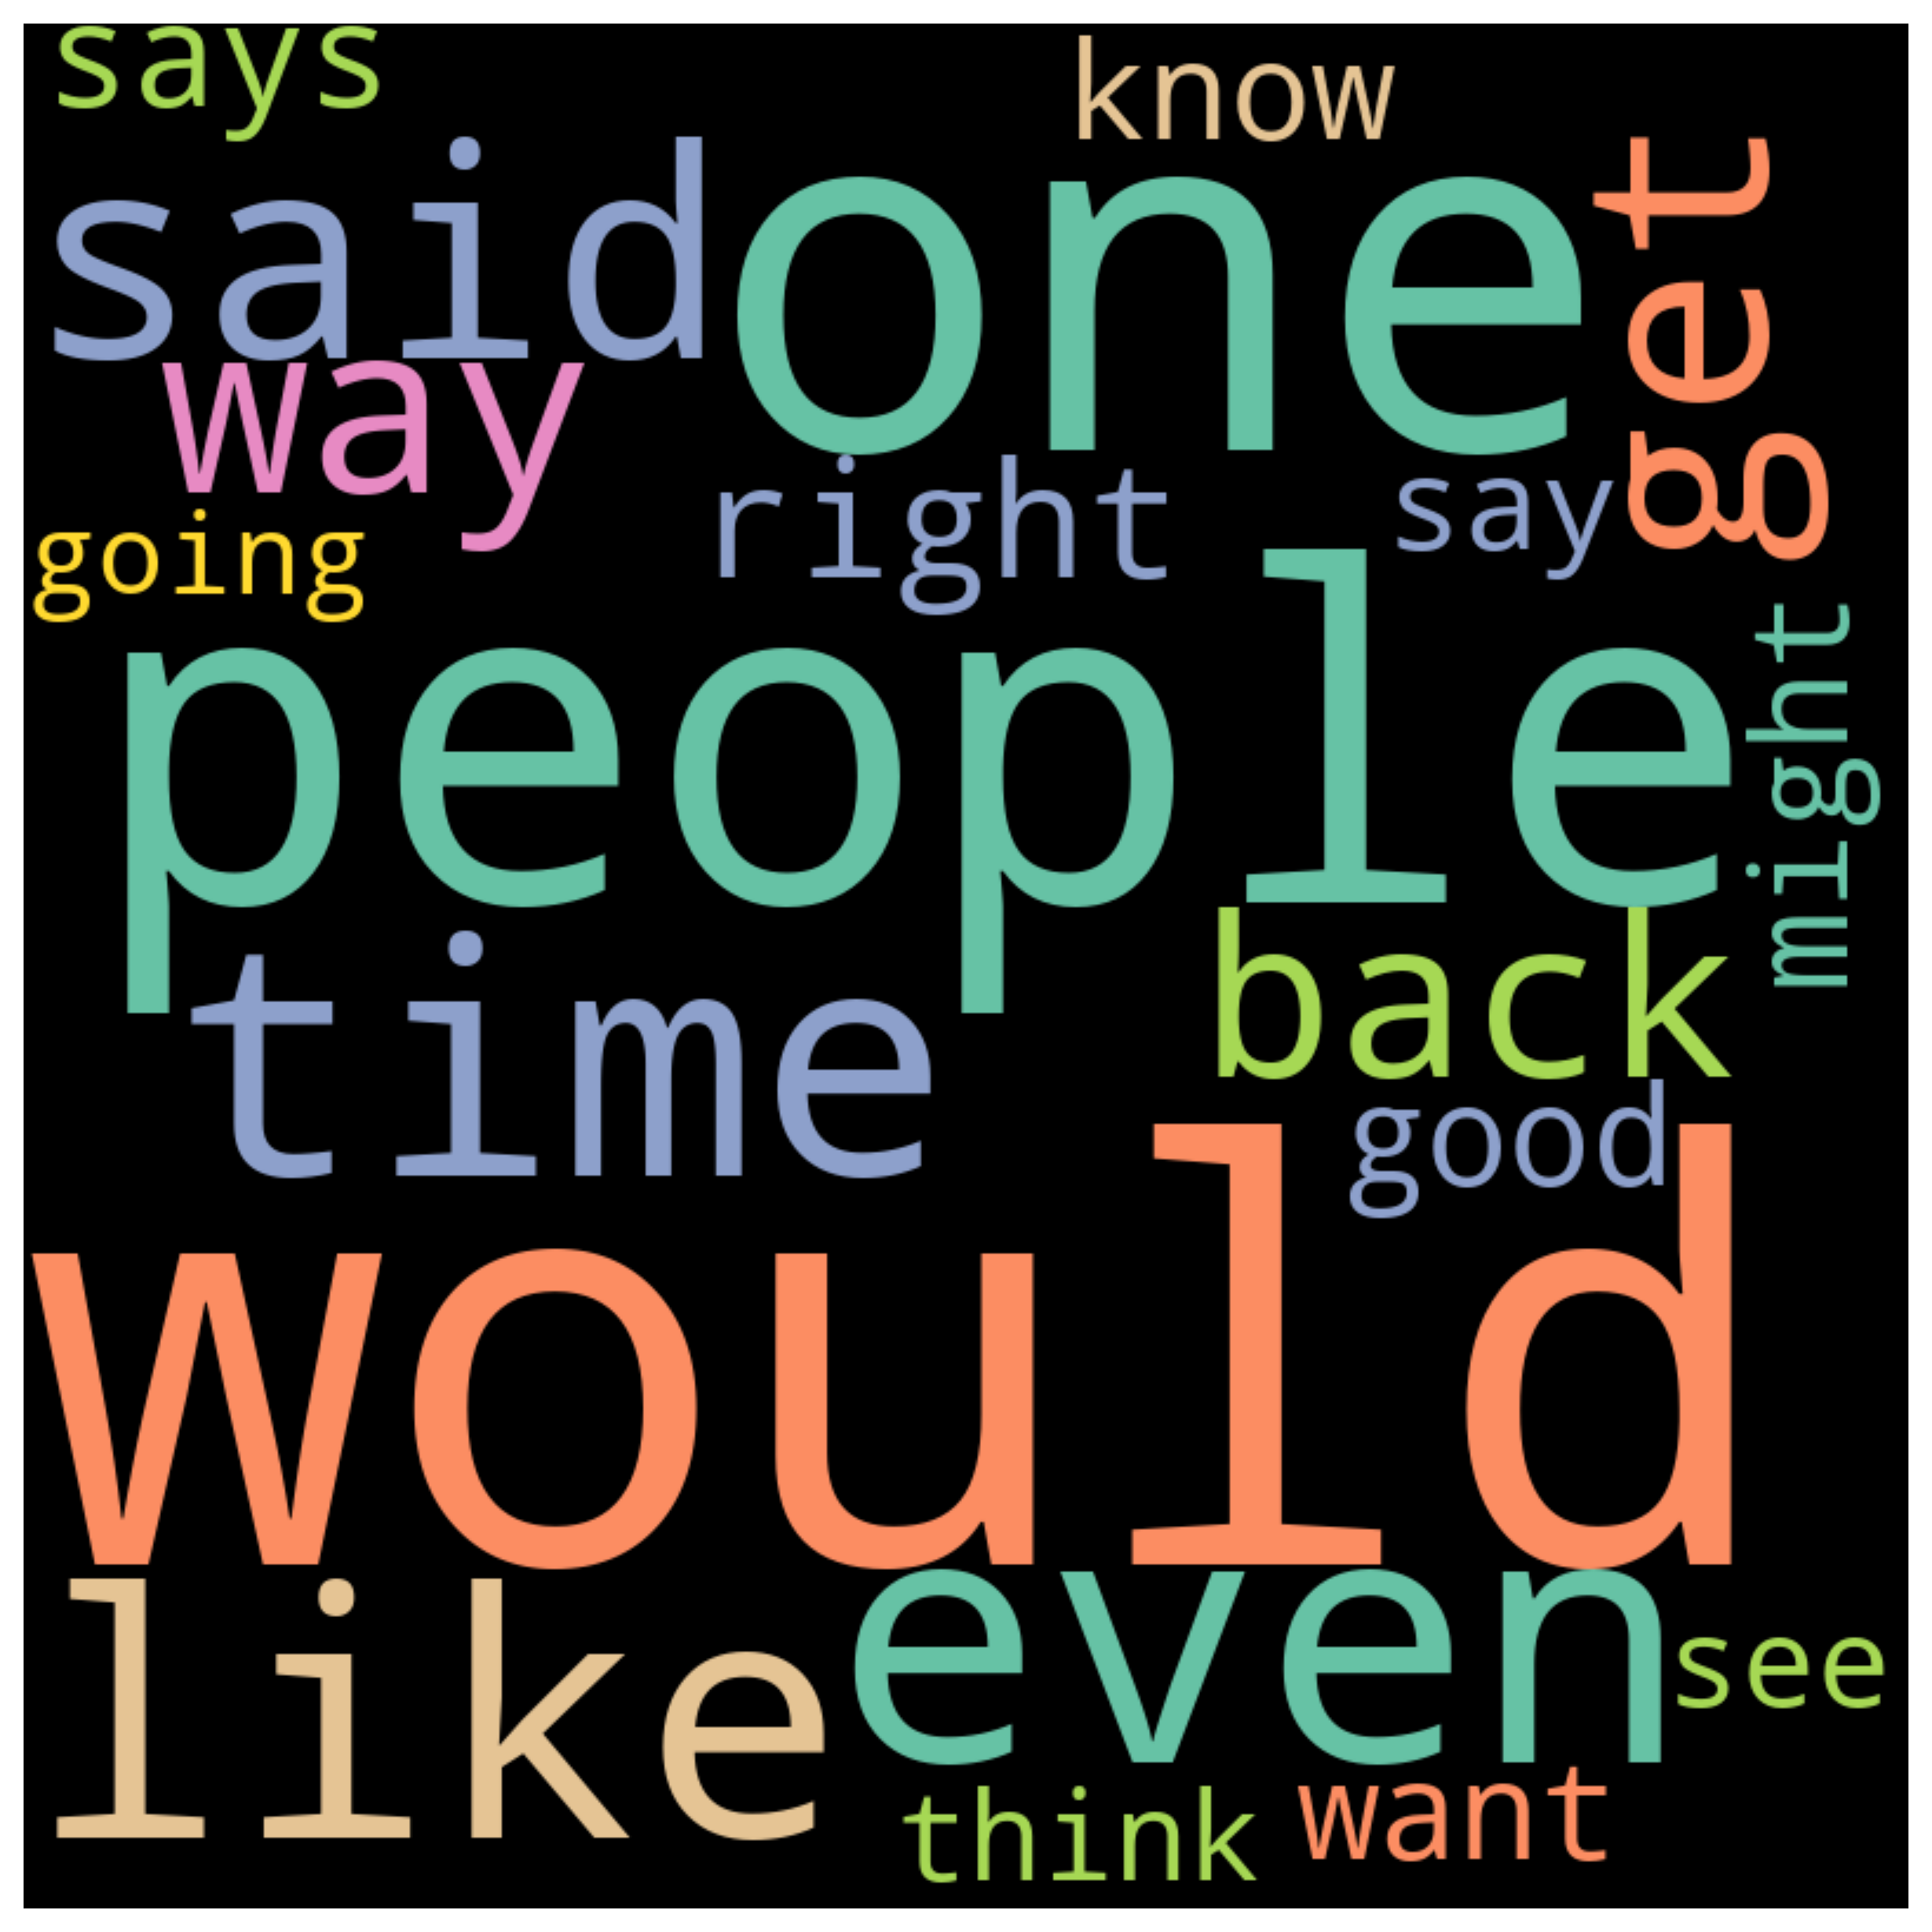 says
know
said
one
get
way
right
say
going
people
might
time
back
good
would
like
even
see
think
want